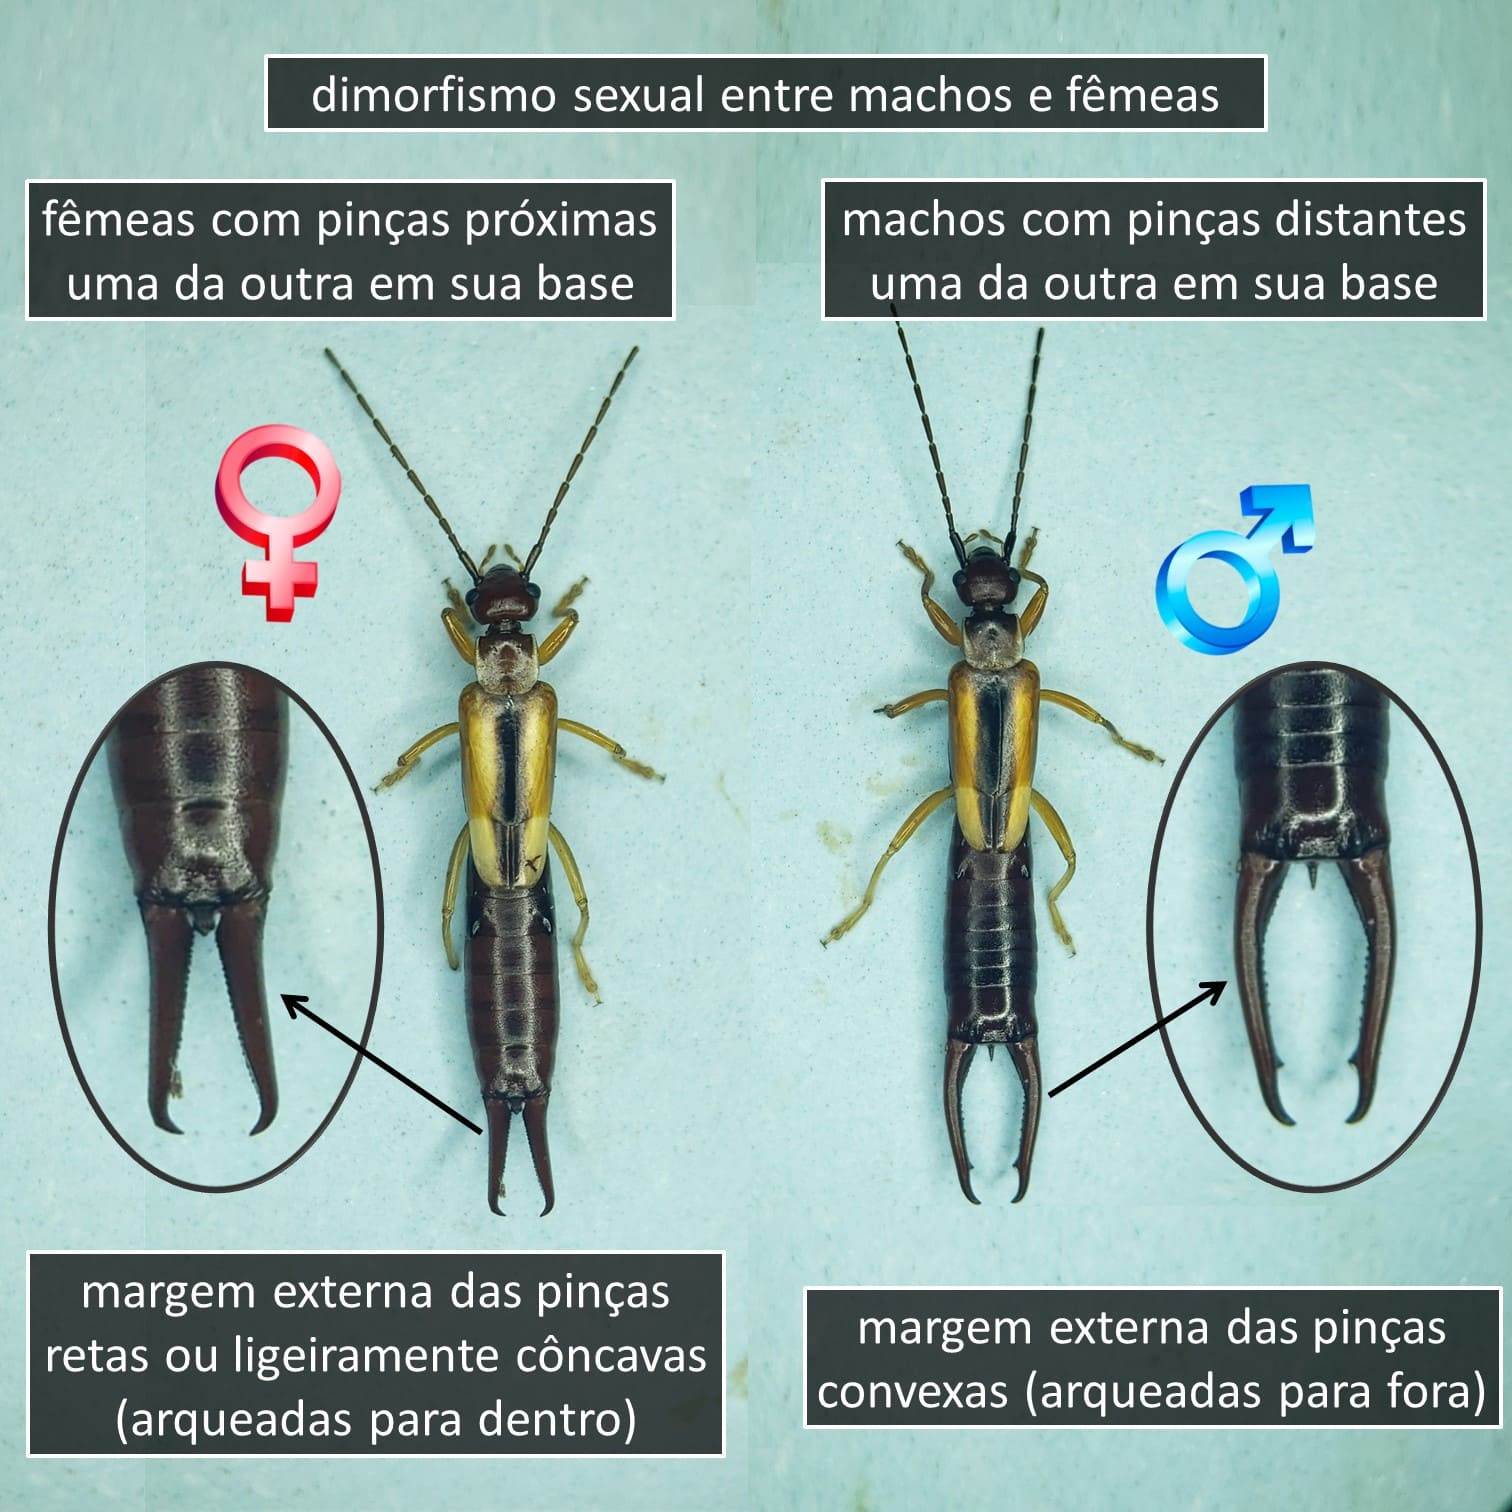 dimorfismo sexual entre machos e fêmeas
fêmeas com pinças próximas
uma da outra em sua base
machos com pinças distantes
uma da outra em sua base
margem externa das pinças
retas ou ligeiramente côncavas
(arqueadas para dentro)
margem externa das pinças
convexas (arqueadas para fora)